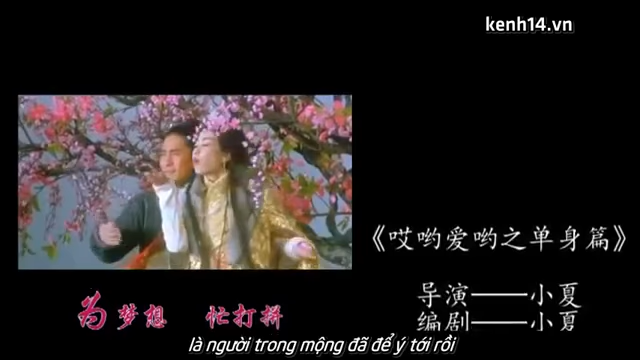 kenh14.vn
《哎哟爱哟之单身篇》
导演——小夏
编剧——小夏
为梦想 忙打拼
là người trong mộng đã để ý tới rồi